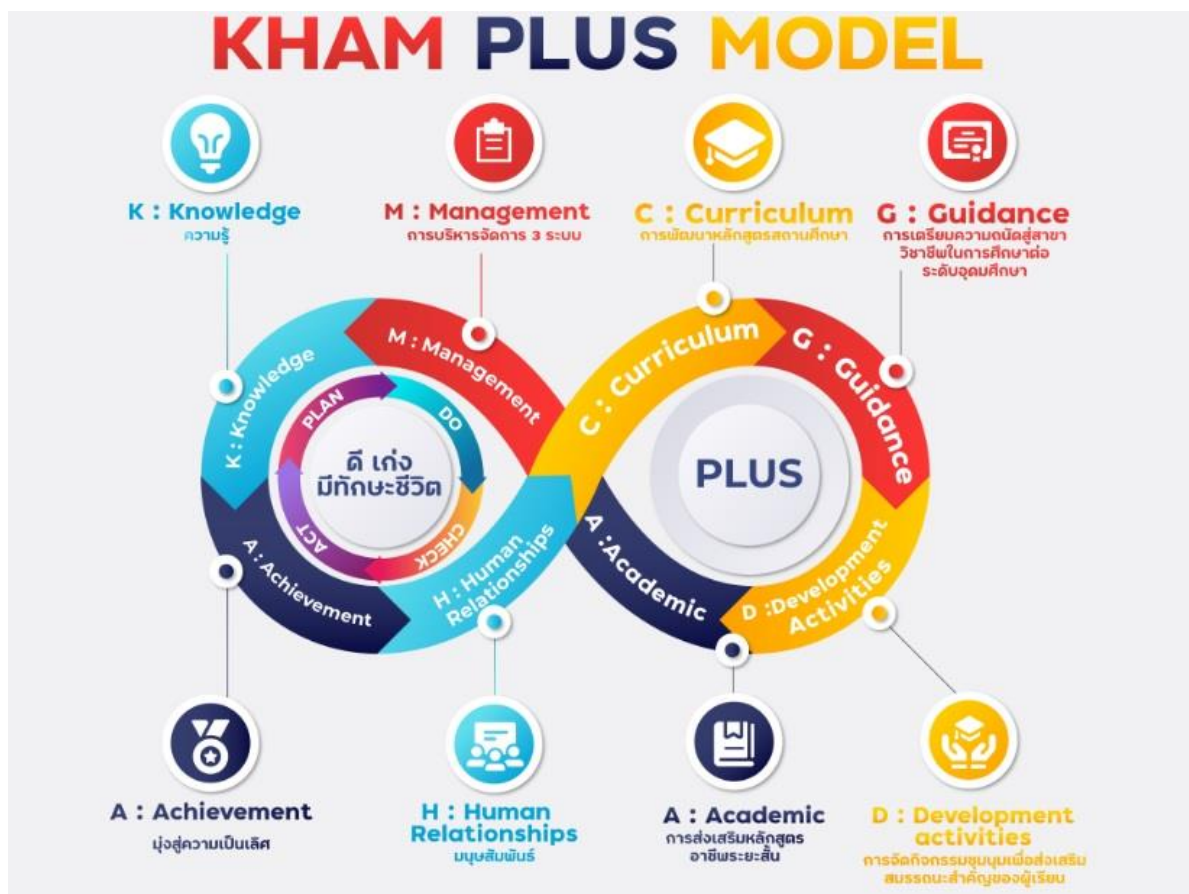 KHAM PLUS MODEL
K : Knowledge
ความรู้
M : Management
การบริหารจัดการ 3 ระบบ
C : Curriculum
การพัฒนาหลักสูตรสถานศึกษา
G : Guidance
การเตรียมความถนัดสู่สาขา
วิชาชีพในการศึกษาต่อ
ระดับอุดมศึกษา
K : Knowledge
M : Management
C : Curriculum
G : Guidance
PLAN
DO
CHECK
ACT
ดี เก่ง
มีทักษะชีวิต
PLUS
A : Achievement
H : Human
Relationships
A :Academic
D :Development
Activities
A : Achievement
มุ่งสู่ความเป็นเลิศ
H : Human
Relationships
มนุษสัมพันธ์
A : Academic
การส่งเสริมหลักสูตร
อาชีพระยะสั้น
D : Development
activities
การจัดกิจกรรมชุมนุมเพื่อส่งเสริม
สมรรถนะสำคัญของผู้เรียน